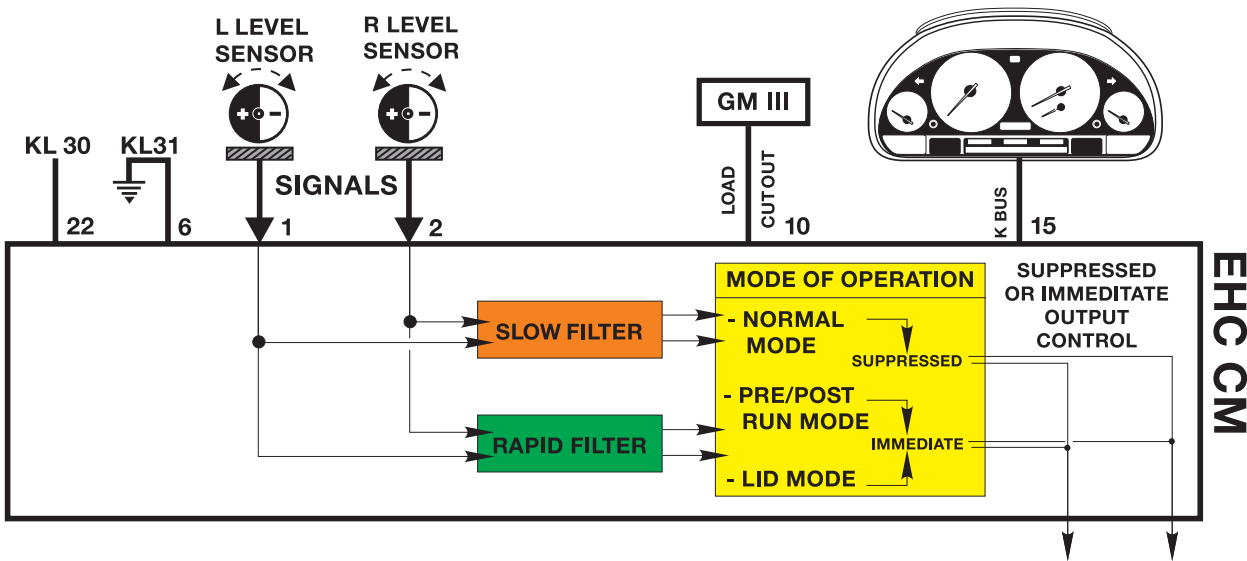 L LEVEL
SENSOR
R LEVEL
SENSOR
+ -
+ -
GM III
KL 30
KL31
SIGNALS
LOAD
CUTOUT
K BUS
22
6
1
2
10
15
EHC CM
MODE OF OPERATION
SUPPRESSED
OR IMMEDITATE
OUTPUT
CONTROL
SLOW FILTER
- NORMAL
MODE
SUPPRESSED
- PRE/POST
RUN MODE
RAPID FILTER
IMMEDIATE
- LID MODE